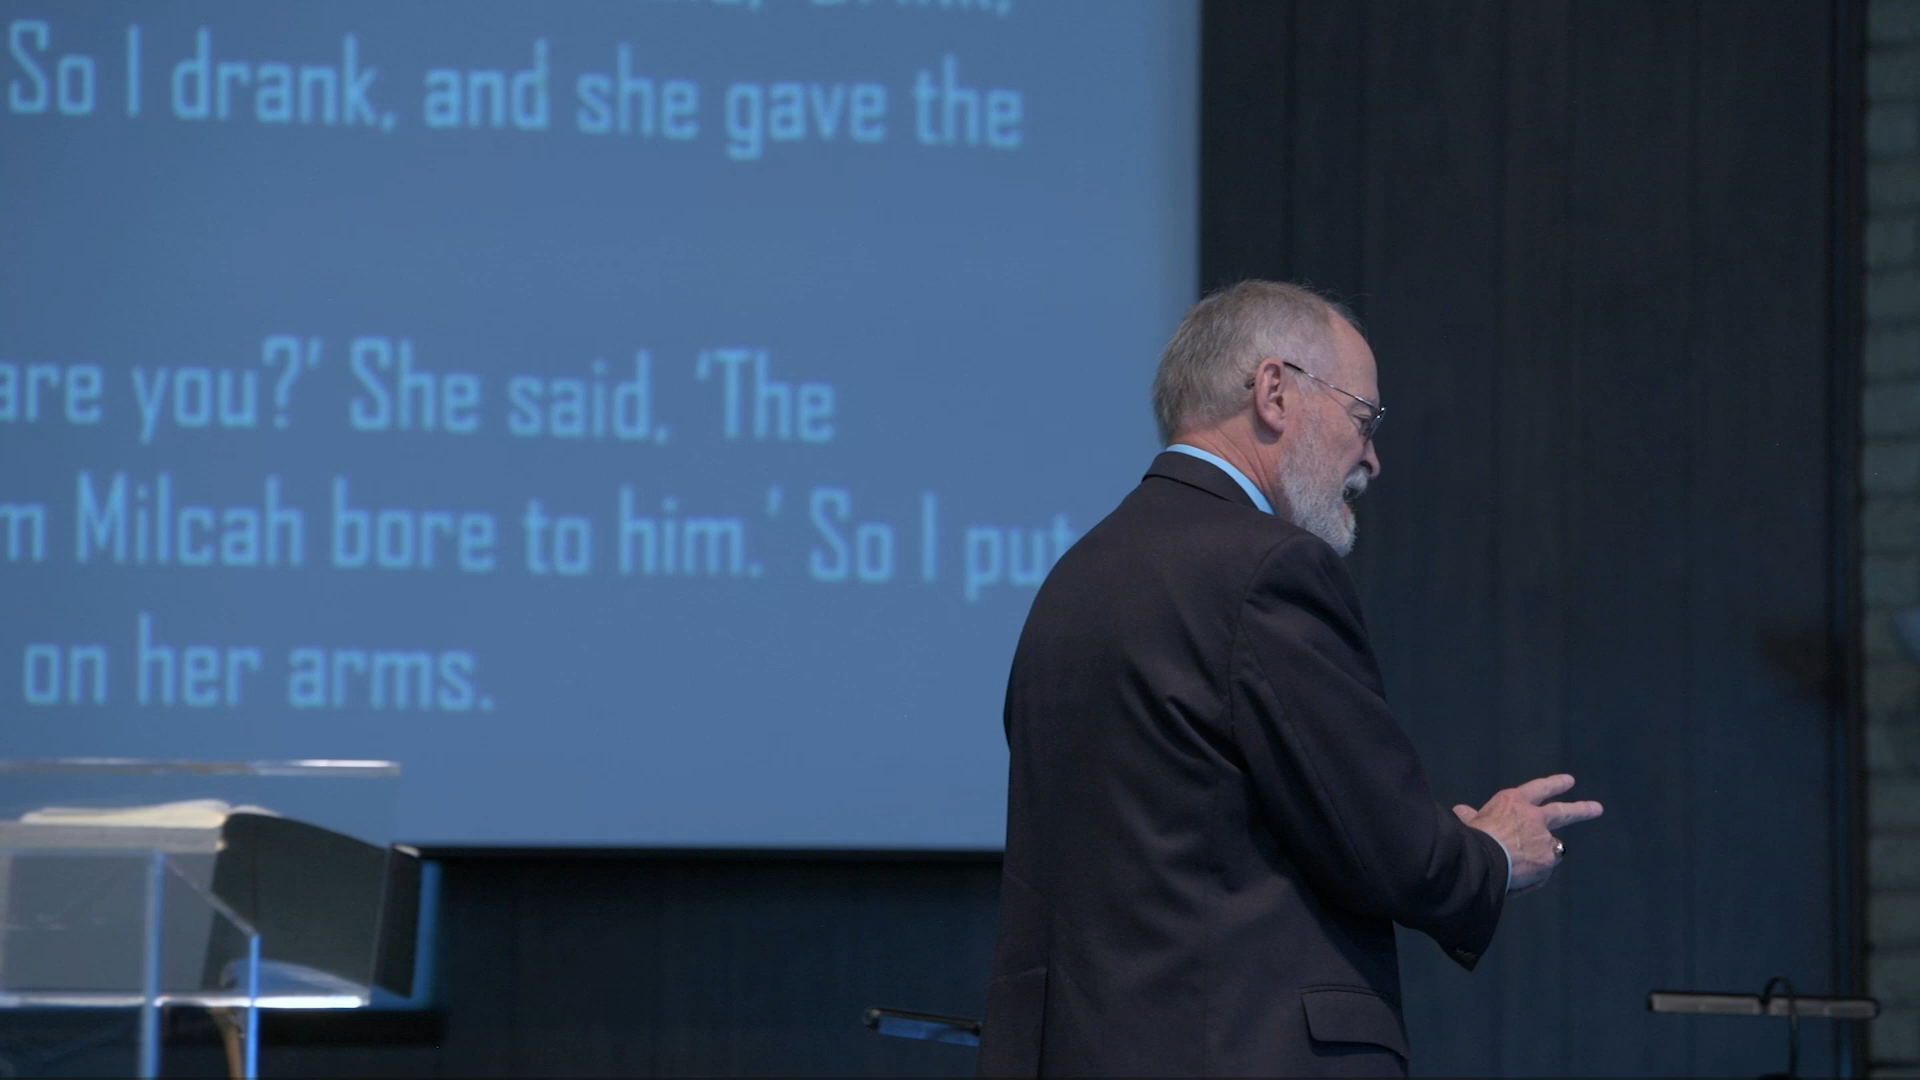 So I drank, and she gave the
are you?’ She said, ‘The
Milcah bore to him.’ So I put
on her arms.